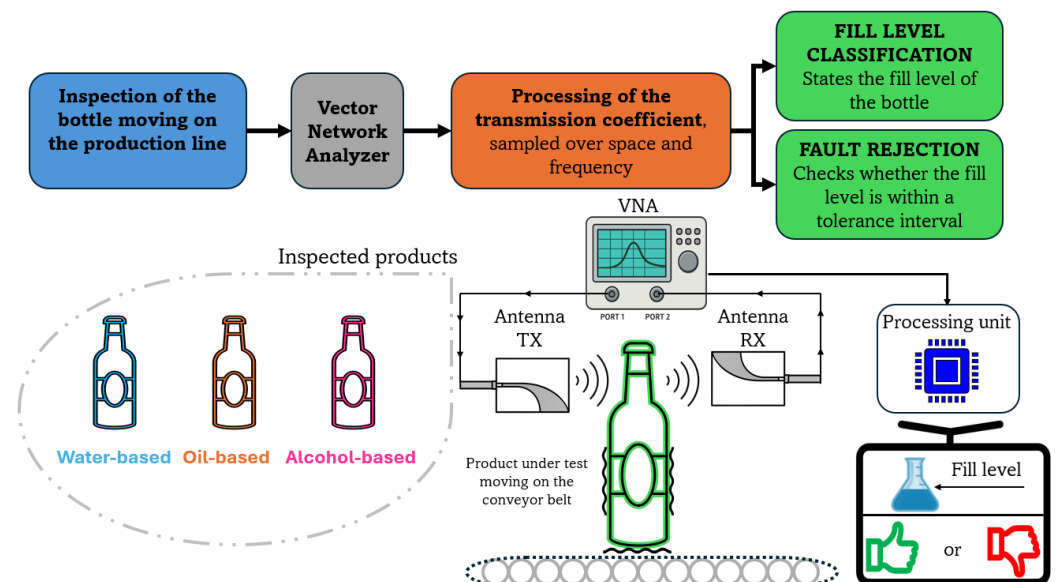 Inspection of the
bottle moving on
the production line
Vector
Network
Analyzer
Processing of the
transmission coefficient,
sampled over space and
frequency
FILL LEVEL
CLASSIFICATION
States the fill level of
the bottle
FAULT REJECTION
Checks whether the fill
level is within a
tolerance interval
VNA
Inspected products
PORT 1
PORT 2
Antenna
TX
Antenna
RX
Processing unit
Water-based
Oil-based
Alcohol-based
Product under test
moving on the
conveyor belt
Fill level
or